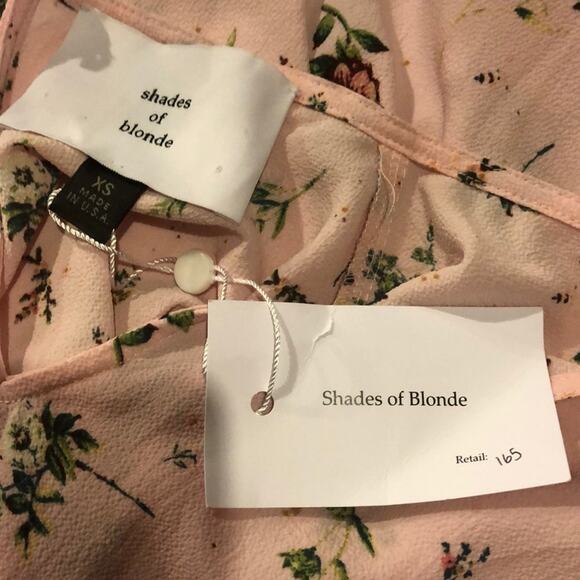 shades
of
blonde
XS
MADE
IN U.S.A.
Shades of Blonde
Retail: 165